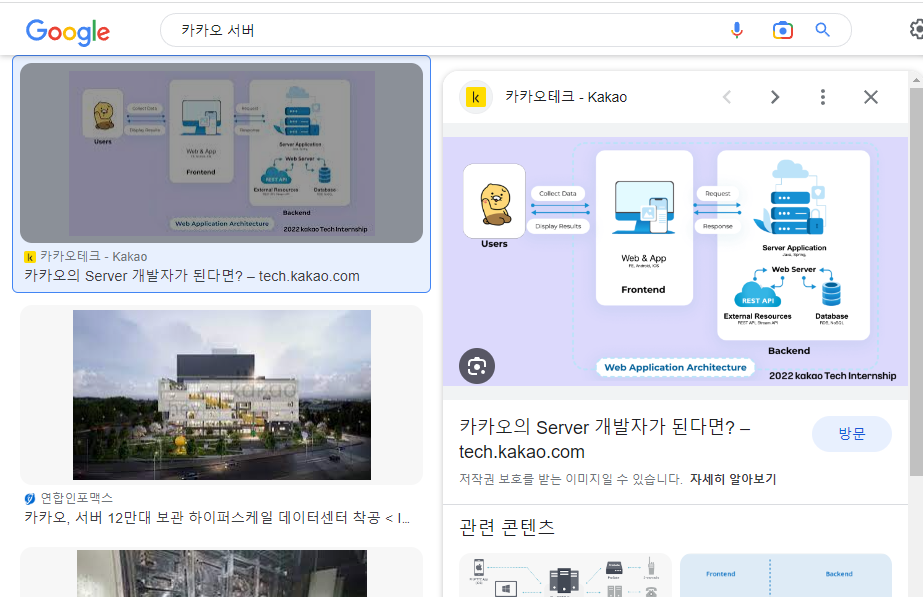 Google
카카오 서버
Collect Data
Display Results
Users
Web & App
Frontend
Request
Response
Server Application
Web Server
REST API
External Resources
Database
Backend
Web Application Architecture
2022 kakao Tech Internship
k 카카오테크 - Kakao
카카오의 Server 개발자가 된다면? – tech.kakao.com
kakao
연합인포맥스
카카오, 서버 12만대 보관 하이퍼스케일 데이터센터 착공 < I...
k 카카오테크 - Kakao
Collect Data
Display Results
Users
Web & App
FE, Android, iOS
Frontend
Request
Response
Server Application
Java, Spring,
Web Server
REST API
External Resources
REST API, Stream API
Database
RDS, NoSQL
Backend
Web Application Architecture
2022 kakao Tech Internship
카카오의 Server 개발자가 된다면? –
tech.kakao.com
방문
저작권 보호를 받는 이미지일 수 있습니다. 자세히 알아보기
관련 콘텐츠
Frontend
Backend